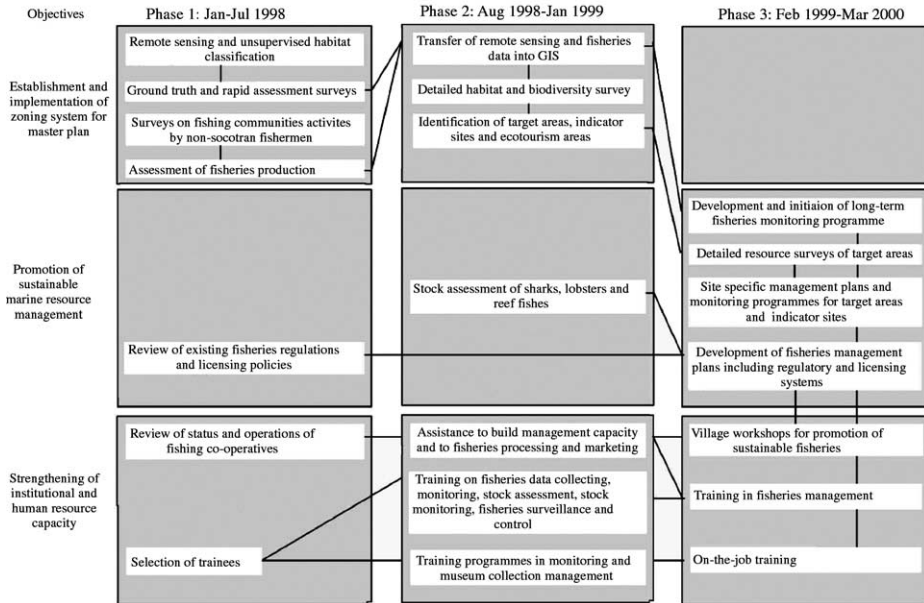 Objectives
Phase 1: Jan-Jul 1998
Phase 2: Aug 1998-Jan 1999
Phase 3: Feb 1999-Mar 2000
Establishment and
implementation of
zoning system for
master plan
Remote sensing and unsupervised habitat
classification
Ground truth and rapid assessment surveys
Surveys on fishing communities activites
by non-socotran fishermen
Assessment of fisheries production
Transfer of remote sensing and fisheries
data into GIS
Detailed habitat and biodiversity survey
Identification of target areas, indicator
sites and ecotourism areas
Promotion of
sustainable
marine resource
management
Review of existing fisheries regulations
and licensing policies
Stock assessment of sharks, lobsters and
reef fishes
Development and initiaion of long-term
fisheries monitoring programme
Detailed resource surveys of target areas
Site specific management plans and
monitoring programmes for target areas
and indicator sites
Development of fisheries management
plans including regulatory and licensing
systems
Strengthening of
institutional and
human resource
capacity
Review of status and operations of
fishing co-operatives
Selection of trainees
Assistance to build management capacity
and to fisheries processing and marketing
Training on fisheries data collecting,
monitoring, stock assessment, stock
monitoring, fisheries surveillance and
control
Training programmes in monitoring and
museum collection management
Village workshops for promotion of
sustainable fisheries
Training in fisheries management
On-the-job training